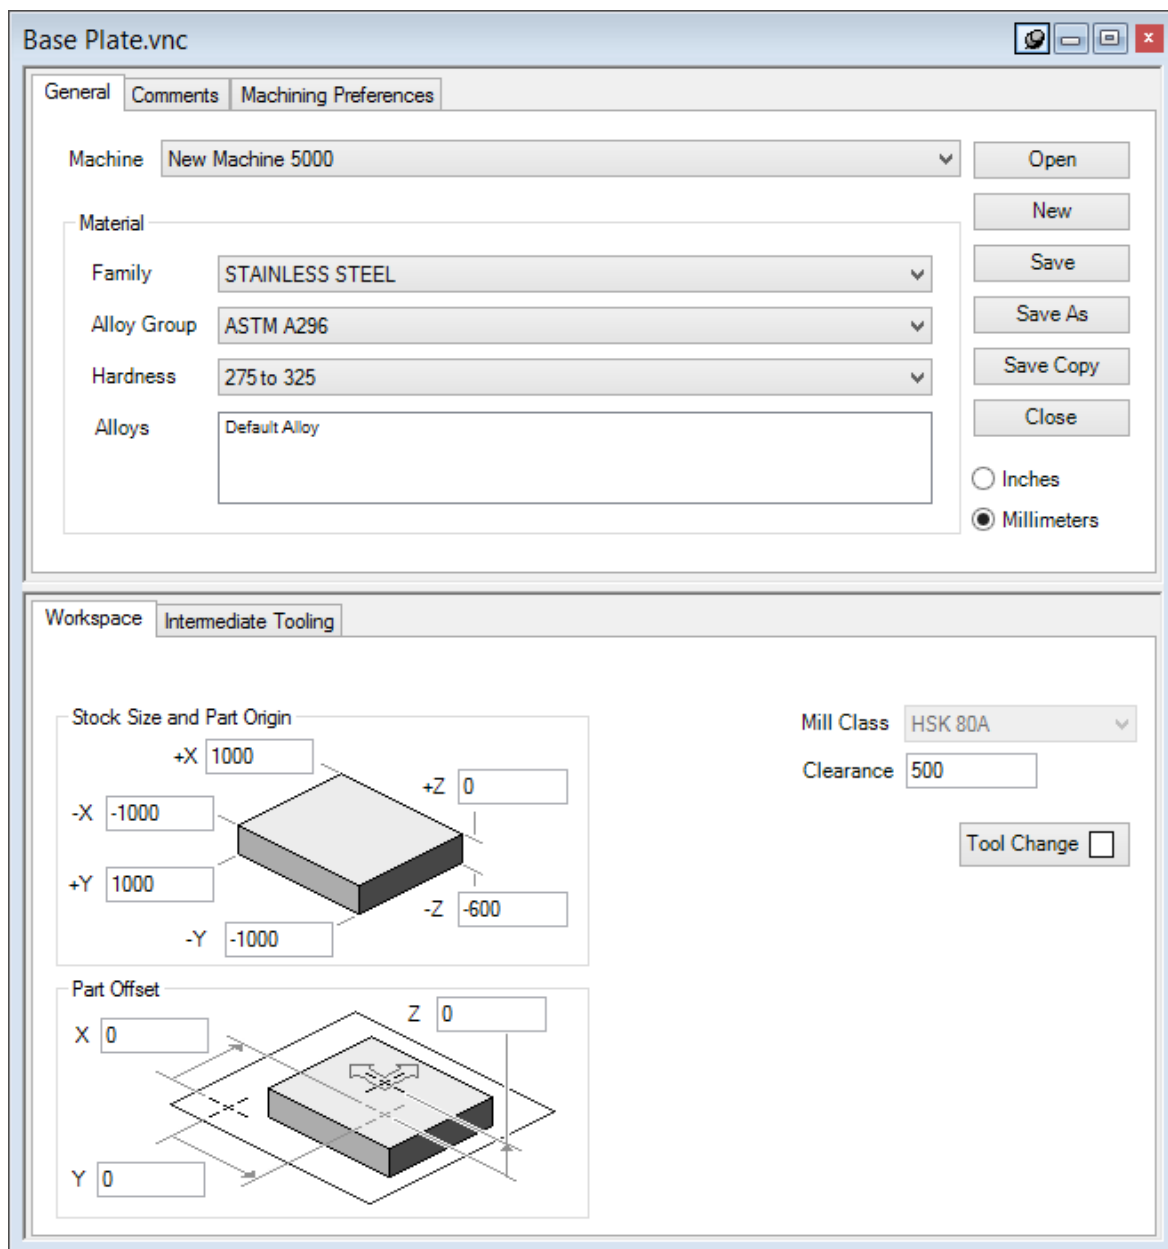 Base Plate.vnc
General Comments Machining Preferences
Machine New Machine 5000 Open
New
Material
Family STAINLESS STEEL Save
Alloy Group ASTM A296 Save As
Hardness 275 to 325 Save Copy
Alloys Default Alloy Close
Inches
Millimeters
Workspace Intermediate Tooling
Stock Size and Part Origin
+X 1000
+Z 0
-X -1000
+Y 1000
-Z -600
-Y -1000
Mill Class HSK 80A
Clearance 500
Tool Change
Part Offset
X 0
Z 0
Y 0